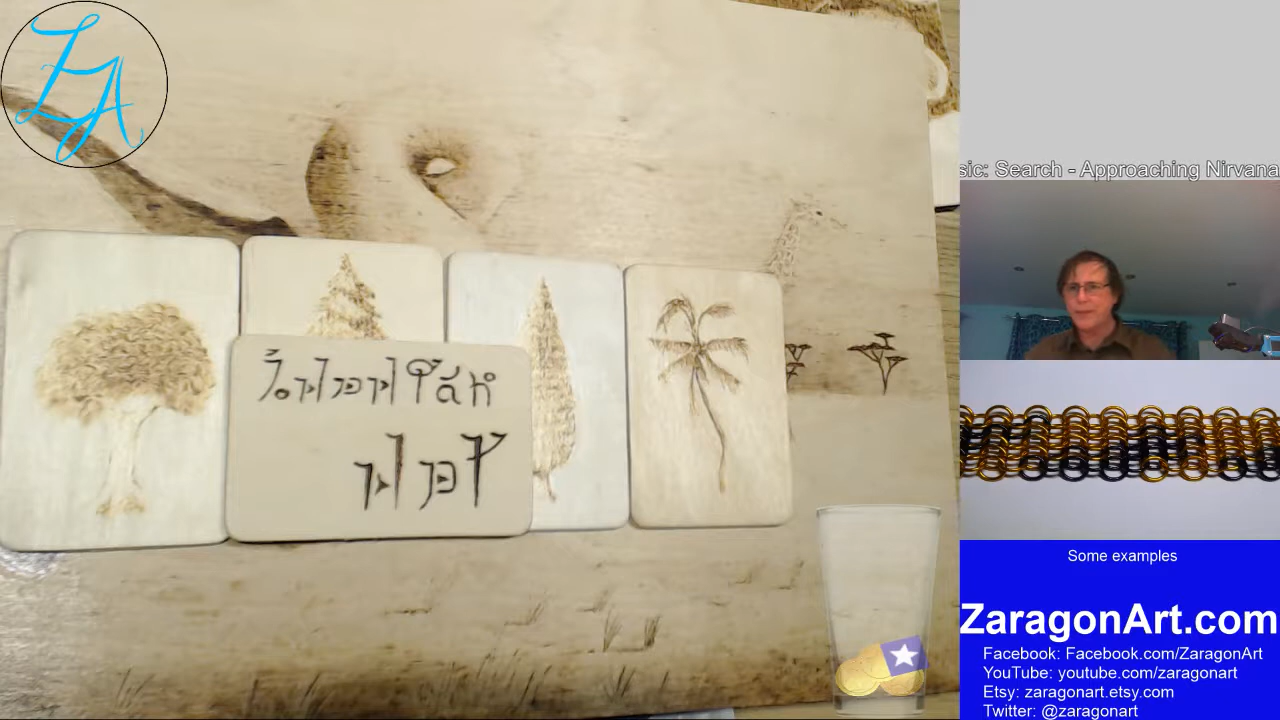 ZA
sic: Search - Approaching Nirvana
Some examples
ZaragonArt.com
Facebook: Facebook.com/ZaragonArt
YouTube: youtube.com/zaragonart
Etsy: zaragonart.etsy.com
Twitter: @zaragonart